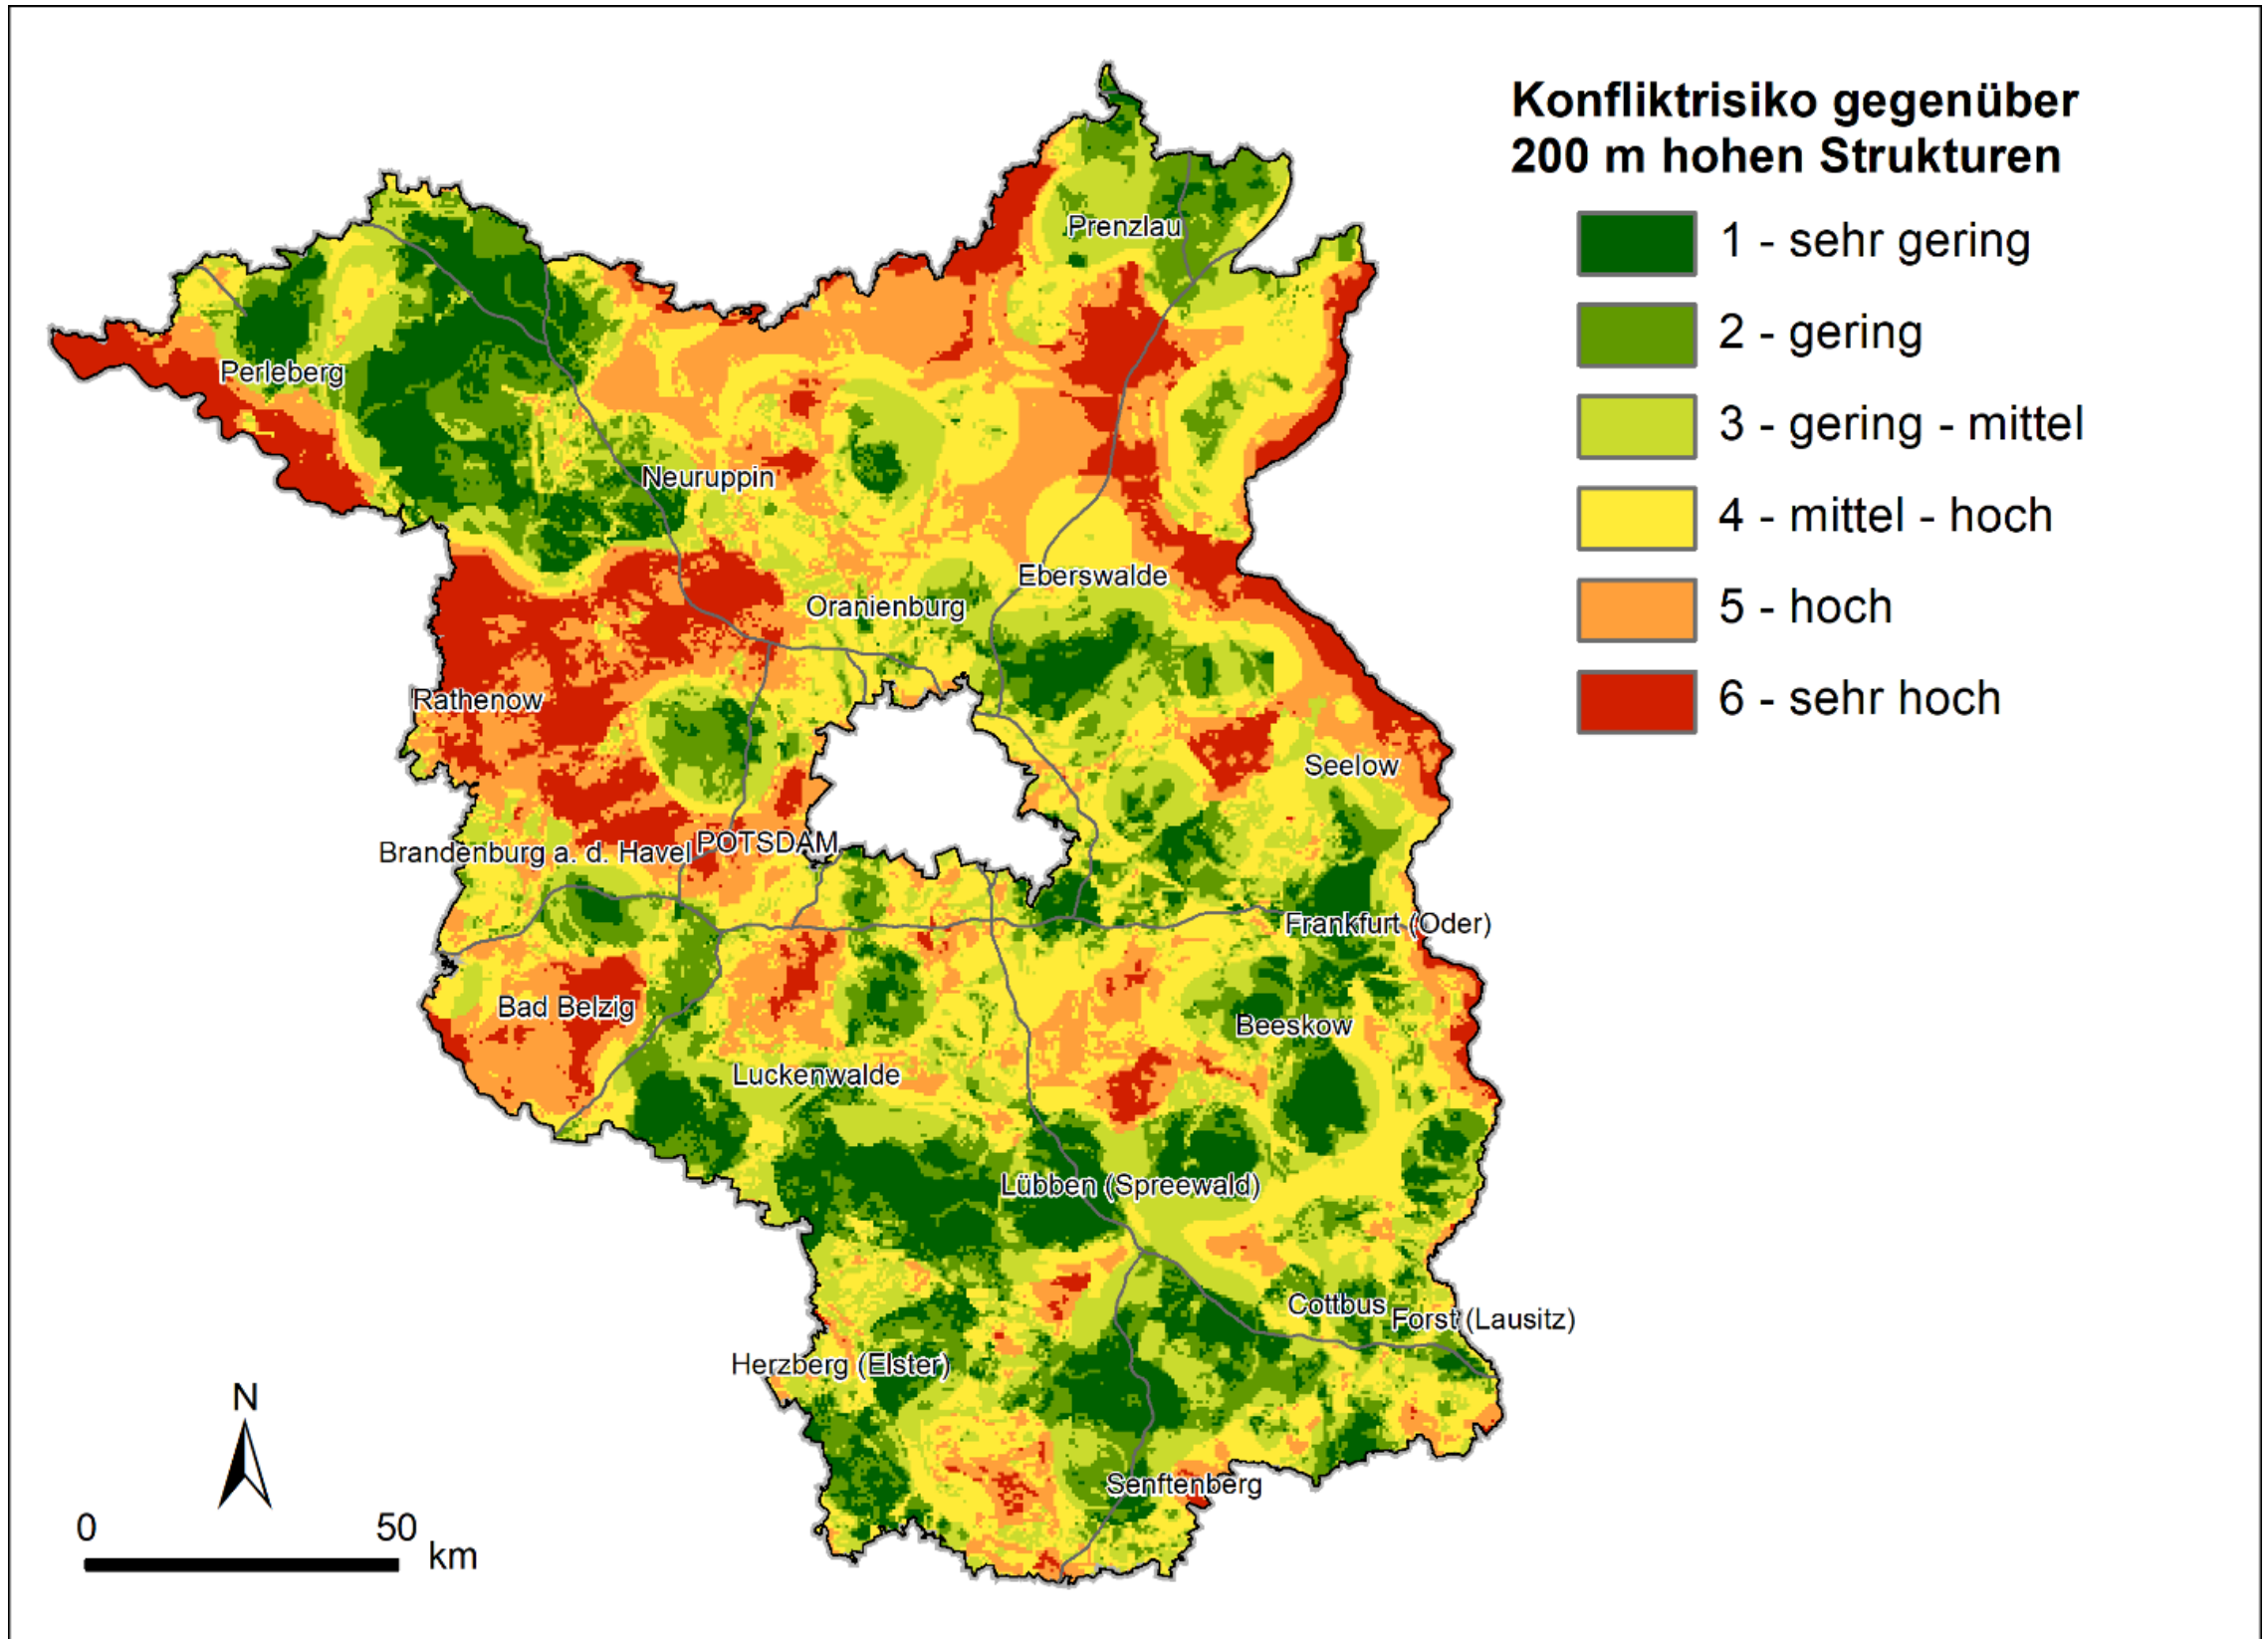 Konfliktrisiko gegenüber
200 m hohen Strukturen
1 - sehr gering
2 - gering
3 - gering - mittel
4 - mittel - hoch
5 - hoch
6 - sehr hoch
Prenzlau
Perleberg
Neuruppin
Eberswalde
Oranienburg
Rathenow
Seelow
Brandenburg a. d. Havel
POTSDAM
Frankfurt (Oder)
Bad Belzig
Beeskow
Luckenwalde
Lübben (Spreewald)
Cottbus
Forst (Lausitz)
Herzberg (Elster)
Senftenberg
N
0 50
km